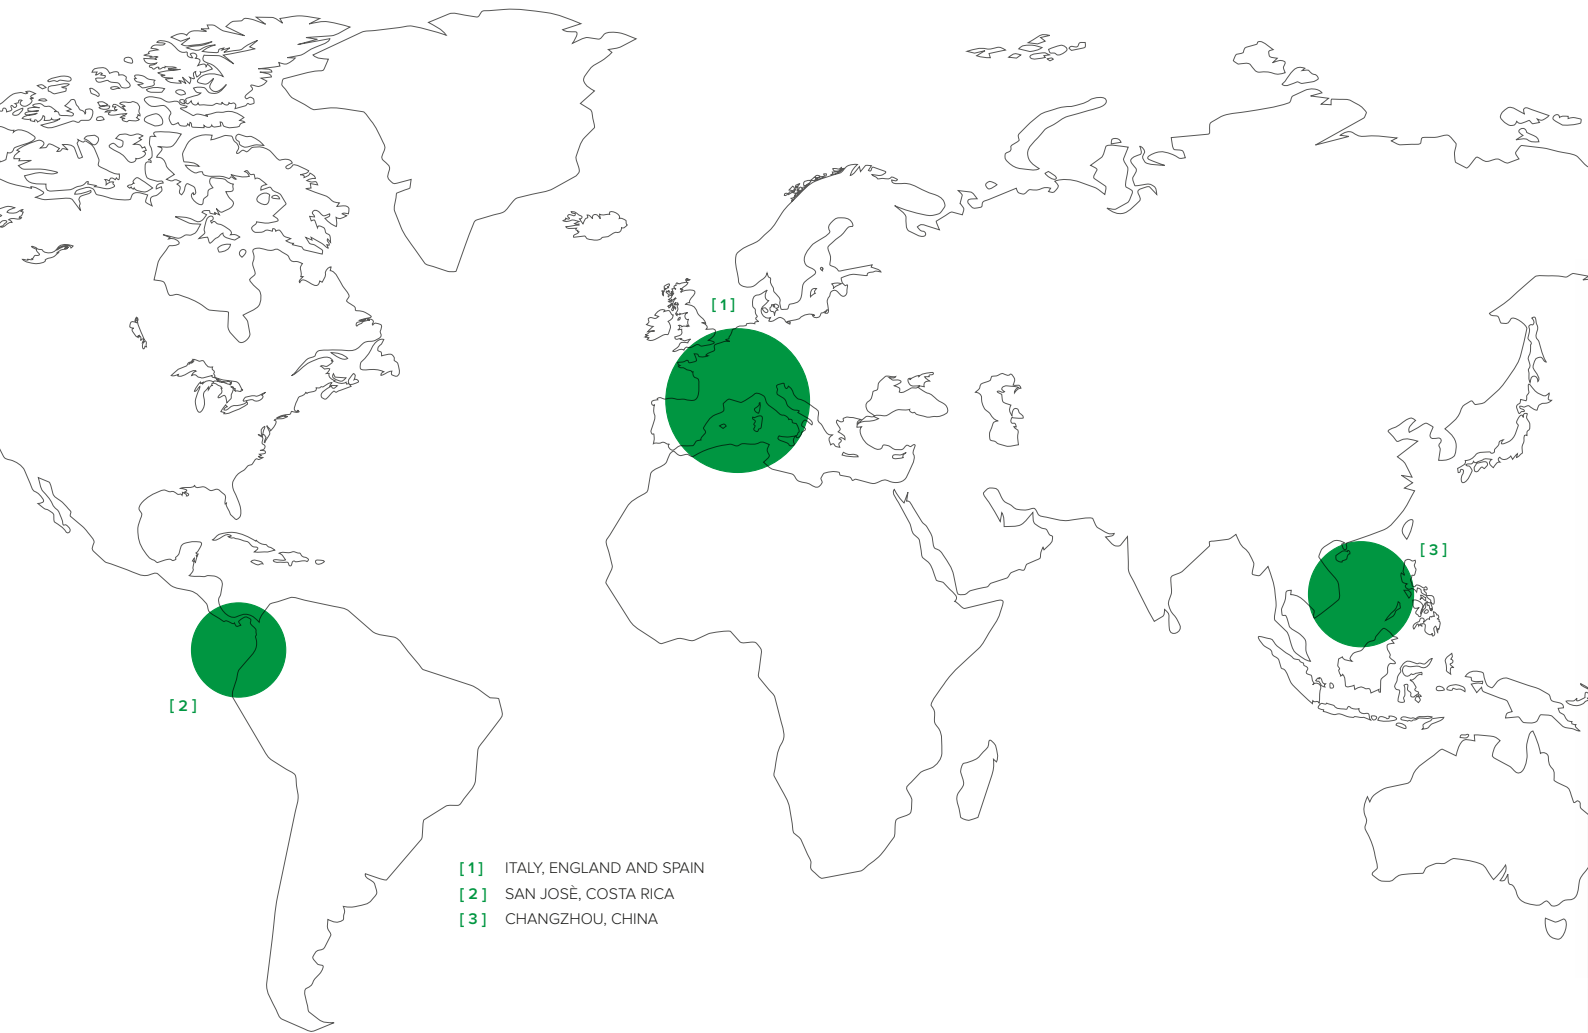 [ 1 ]
[ 3 ]
[ 2 ]
[ 1 ] ITALY, ENGLAND AND SPAIN
[ 2 ] SAN JOSÈ, COSTA RICA
[ 3 ] CHANGZHOU, CHINA